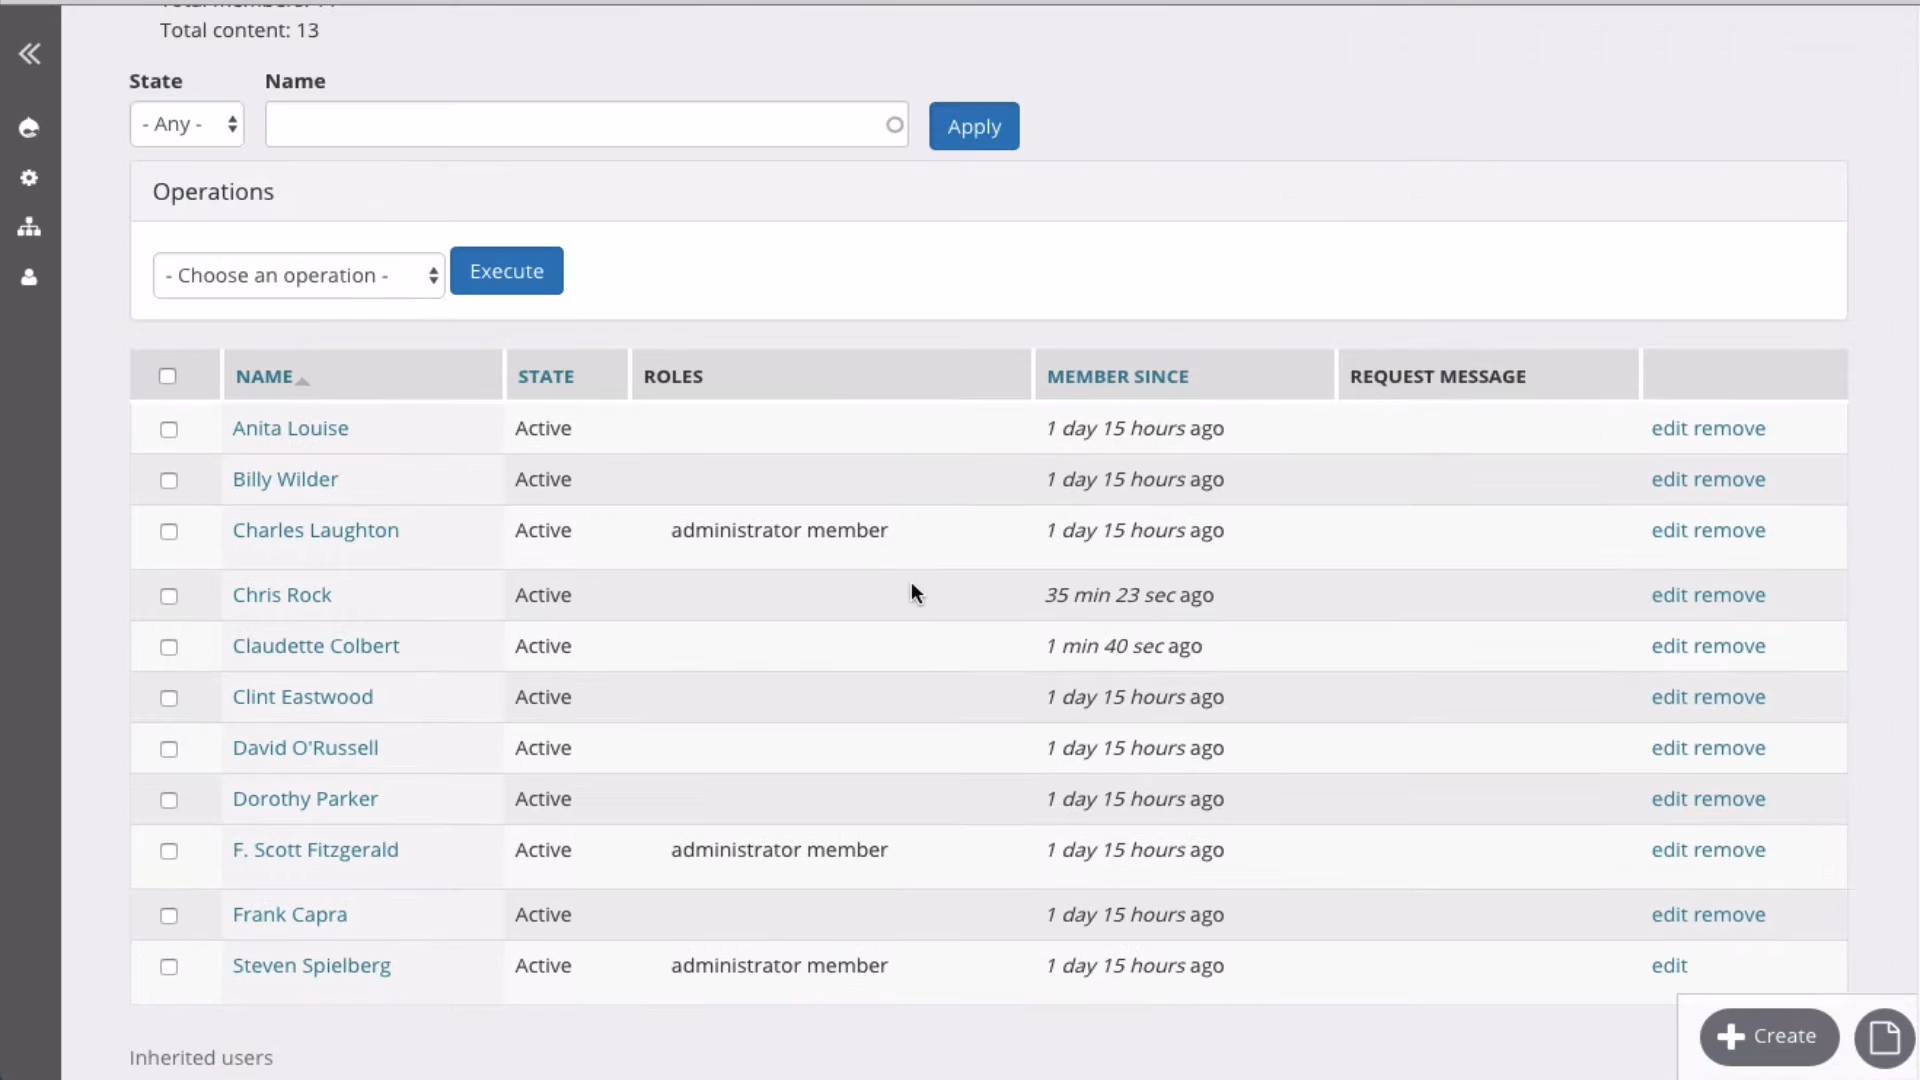 Total content: 13
State Name
- Any - Apply
Operations
- Choose an operation - Execute
NAME STATE ROLES MEMBER SINCE REQUEST MESSAGE
Anita Louise Active 1 day 15 hours ago edit remove
Billy Wilder Active 1 day 15 hours ago edit remove
Charles Laughton Active administrator member 1 day 15 hours ago edit remove
Chris Rock Active 35 min 23 sec ago edit remove
Claudette Colbert Active 1 min 40 sec ago edit remove
Clint Eastwood Active 1 day 15 hours ago edit remove
David O'Russell Active 1 day 15 hours ago edit remove
Dorothy Parker Active 1 day 15 hours ago edit remove
F. Scott Fitzgerald Active administrator member 1 day 15 hours ago edit remove
Frank Capra Active 1 day 15 hours ago edit remove
Steven Spielberg Active administrator member 1 day 15 hours ago edit
Create
Inherited users